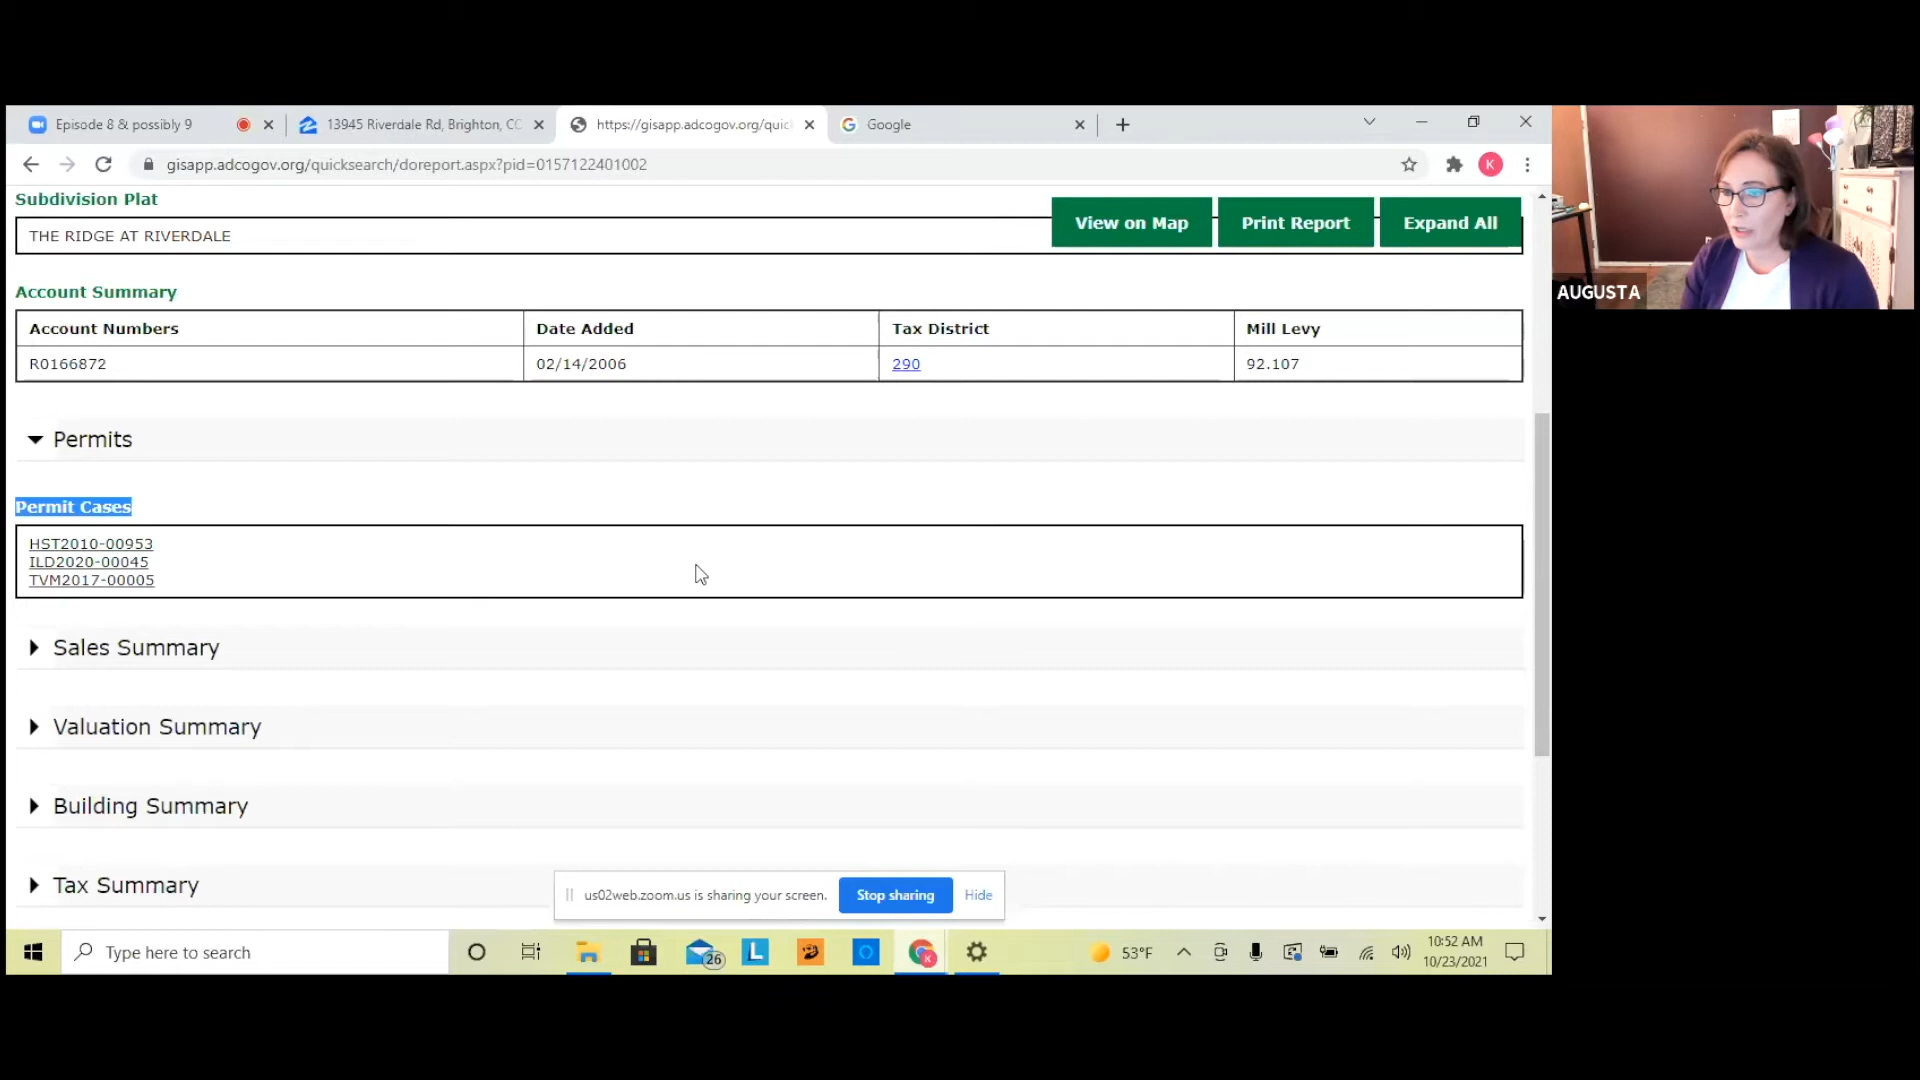 Episode 8 & possibly 9
13945 Riverdale Rd, Brighton, CC
https://gisapp.adcogov.org/quic
Google
gisapp.adcogov.org/quicksearch/doreport.aspx?pid=0157122401002
K
Subdivision Plat
THE RIDGE AT RIVERDALE
View on Map
Print Report
Expand All
AUGUSTA
Account Summary
Account Numbers Date Added Tax District Mill Levy
R0166872 02/14/2006 290 92.107
Permits
Permit Cases
HST2010-00953
ILD2020-00045
TVM2017-00005
Sales Summary
Valuation Summary
Building Summary
Tax Summary
us02web.zoom.us is sharing your screen. Stop sharing Hide
Type here to search
26
L
K
53°F
10:52 AM
10/23/2021